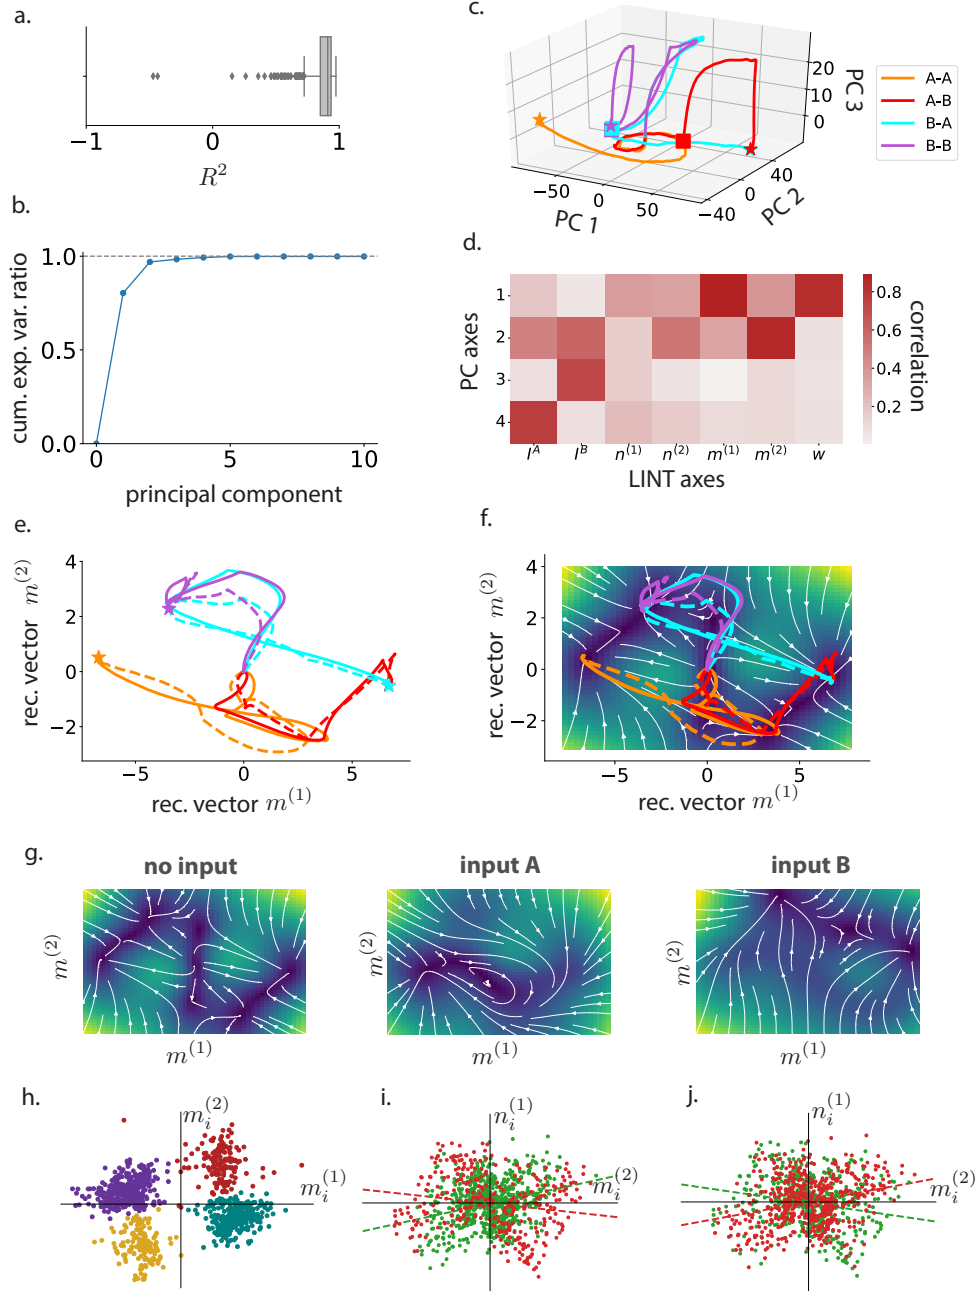 a.
−1
0
1
R²
b.
cum. exp. var. ratio
1.0
0.5
0.0
0
5
10
principal component
c.
PC 3
20
10
0
−50
0
50
PC 1
−40
0
40
PC 2
A-A
A-B
B-A
B-B
d.
PC axes
1
2
3
4
I^A
I^B
n^(1)
n^(2)
m^(1)
m^(2)
w
LINT axes
0.8
0.6
0.4
0.2
correlation
e.
rec. vector m^(2)
4
2
0
−2
−5
0
5
rec. vector m^(1)
f.
rec. vector m^(2)
4
2
0
−2
−5
0
5
rec. vector m^(1)
g.
no input
input A
input B
m^(2)
m^(1)
m^(2)
m^(1)
m^(2)
m^(1)
h.
m_i^(2)
m_i^(1)
i.
n_i^(1)
m_i^(2)
j.
n_i^(1)
m_i^(2)